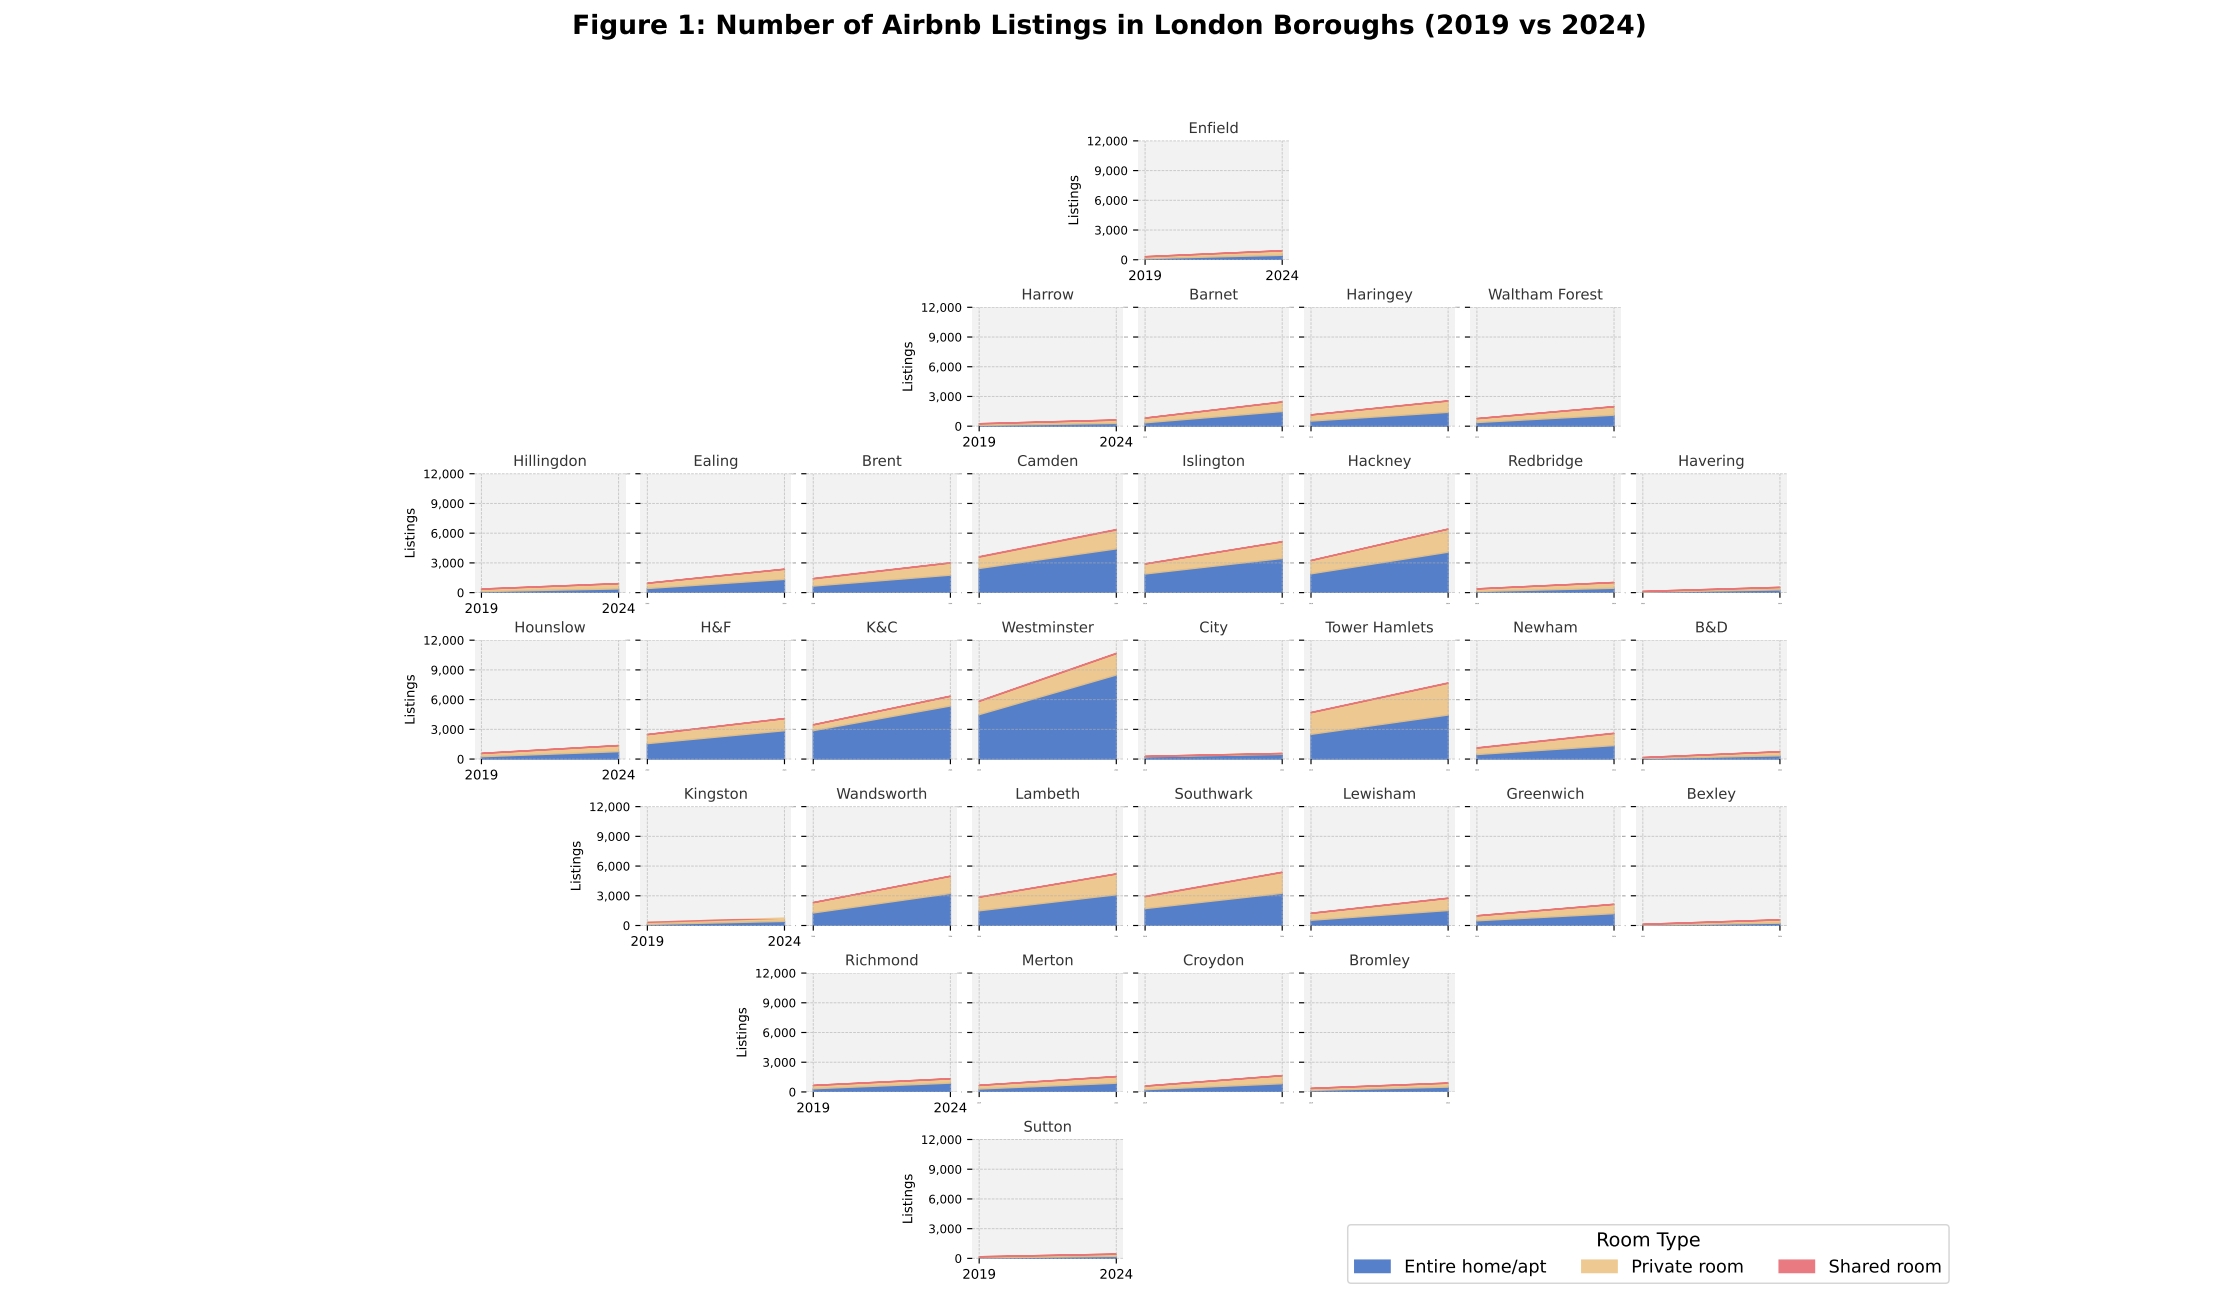 Figure 1: Number of Airbnb Listings in London Boroughs (2019 vs 2024)
Enfield
12,000
9,000
6,000
3,000
0
Listings
2019 2024
Harrow Barnet Haringey Waltham Forest
12,000
9,000
6,000
3,000
0
Listings
2019 2024
Hillingdon Ealing Brent Camden Islington Hackney Redbridge Havering
12,000
9,000
6,000
3,000
0
Listings
2019 2024
Hounslow H&F K&C Westminster City Tower Hamlets Newham B&D
12,000
9,000
6,000
3,000
0
Listings
2019 2024
Kingston Wandsworth Lambeth Southwark Lewisham Greenwich Bexley
12,000
9,000
6,000
3,000
0
Listings
2019 2024
Richmond Merton Croydon Bromley
12,000
9,000
6,000
3,000
0
Listings
2019 2024
Sutton
12,000
9,000
6,000
3,000
0
Listings
2019 2024
Room Type
Entire home/apt Private room Shared room